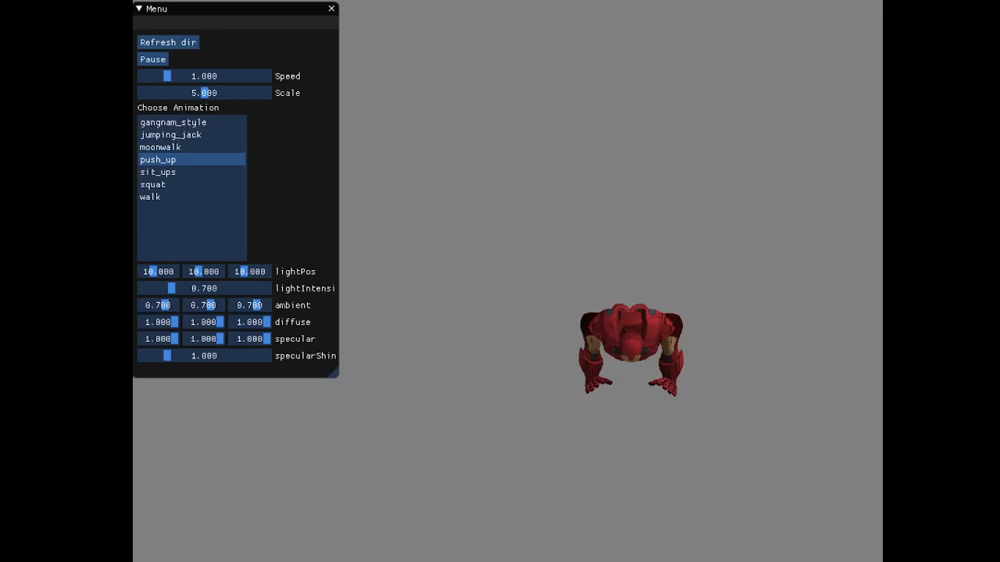 Menu
Refresh dir
Pause
1.000 Speed
5.000 Scale
Choose Animation
gangnam_style
jumping_jack
moonwalk
push_up
sit_ups
squat
walk
10.000 10.000 10.000 lightPos
0.700 lightIntensi
0.700 0.700 0.700 ambient
1.000 1.000 1.000 diffuse
1.000 1.000 1.000 specular
1.000 specularShin